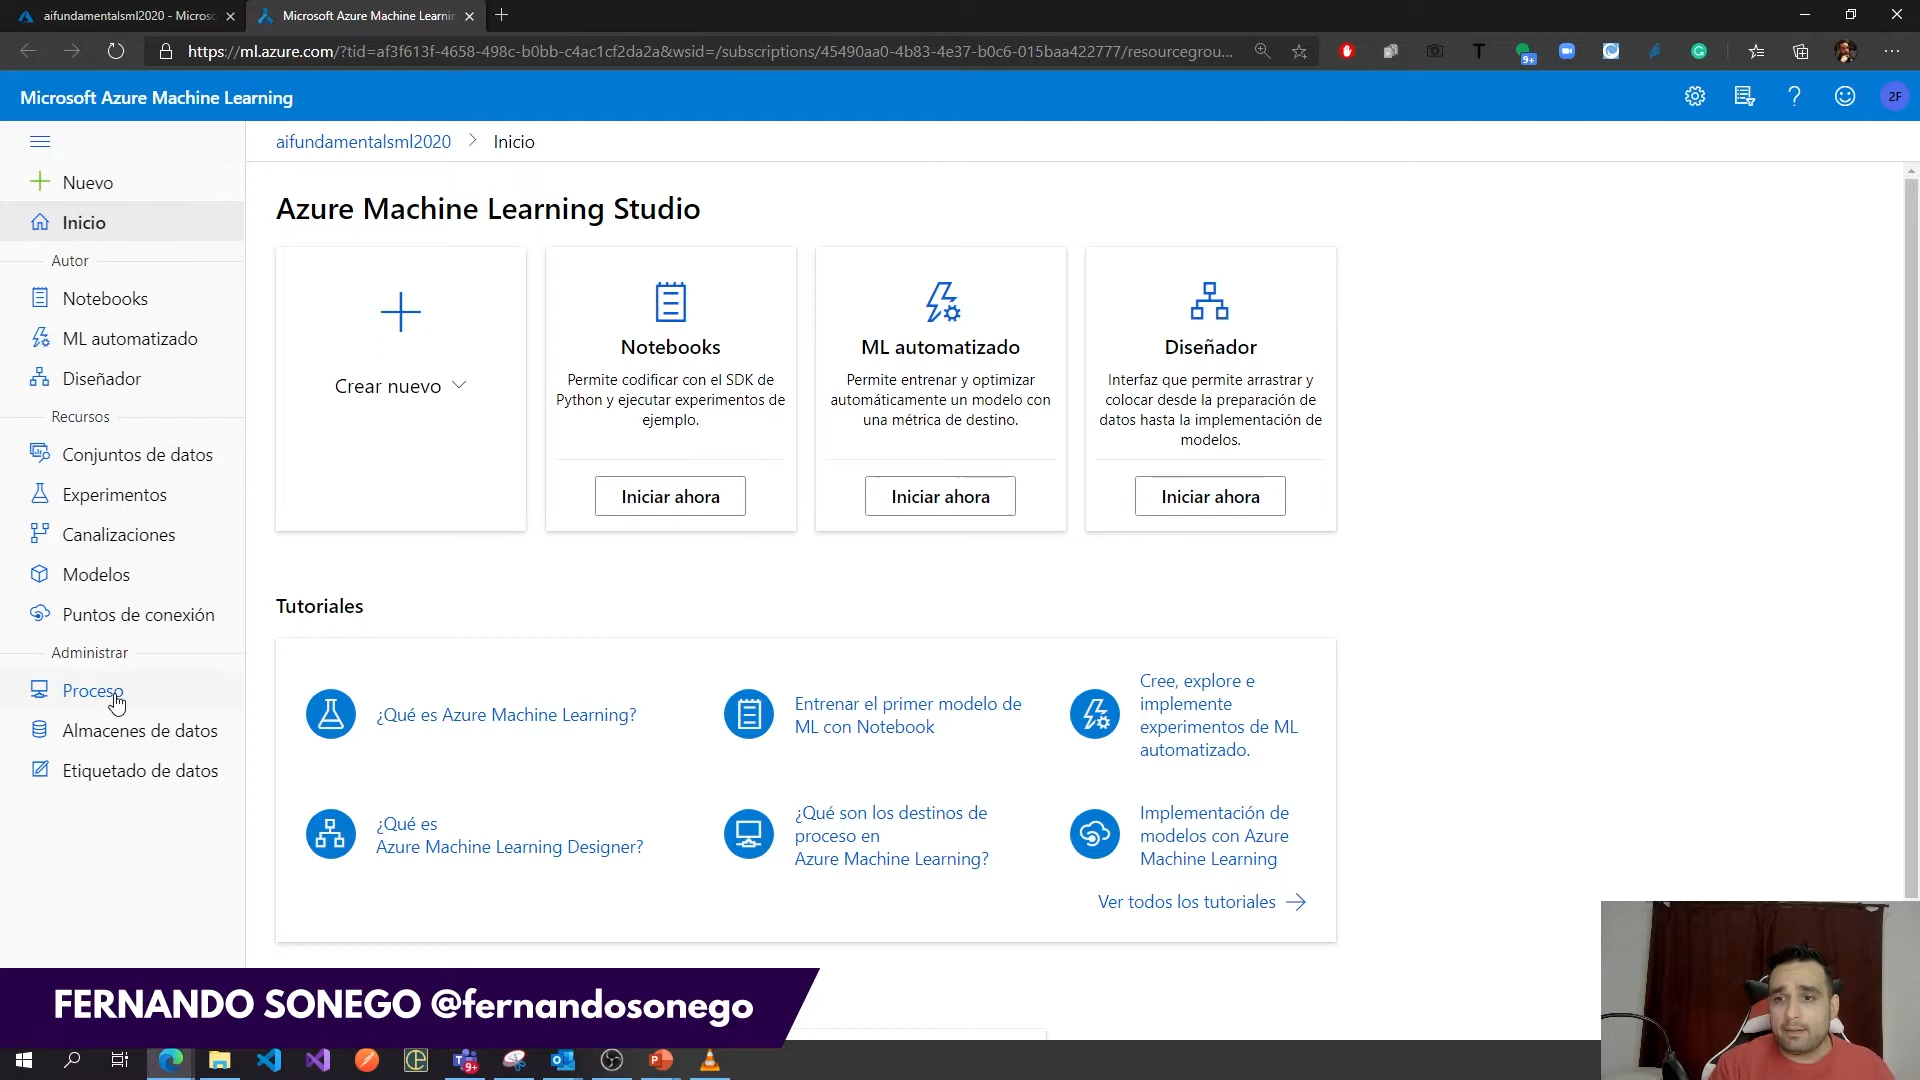 aifundamentalsml2020 - Microso
Microsoft Azure Machine Learnin
https://ml.azure.com/?tid=af3f613f-4658-498c-b0bb-c4ac1cf2da2a&wsid=/subscriptions/45490aa0-4b83-4e37-b0c6-015baa422777/resourcegrou...
T
9+
Microsoft Azure Machine Learning
2F
Nuevo
Inicio
Autor
Notebooks
ML automatizado
Diseñador
Recursos
Conjuntos de datos
Experimentos
Canalizaciones
Modelos
Puntos de conexión
Administrar
Proceso
Almacenes de datos
Etiquetado de datos
aifundamentalsml2020 > Inicio
Azure Machine Learning Studio
Crear nuevo
Notebooks
Permite codificar con el SDK de
Python y ejecutar experimentos de
ejemplo.
Iniciar ahora
ML automatizado
Permite entrenar y optimizar
automáticamente un modelo con
una métrica de destino.
Iniciar ahora
Diseñador
Interfaz que permite arrastrar y
colocar desde la preparación de
datos hasta la implementación de
modelos.
Iniciar ahora
Tutoriales
¿Qué es Azure Machine Learning?
Entrenar el primer modelo de
ML con Notebook
Cree, explore e
implemente
experimentos de ML
automatizado.
¿Qué es
Azure Machine Learning Designer?
¿Qué son los destinos de
proceso en
Azure Machine Learning?
Implementación de
modelos con Azure
Machine Learning
Ver todos los tutoriales
FERNANDO SONEGO @fernandosonego
9+